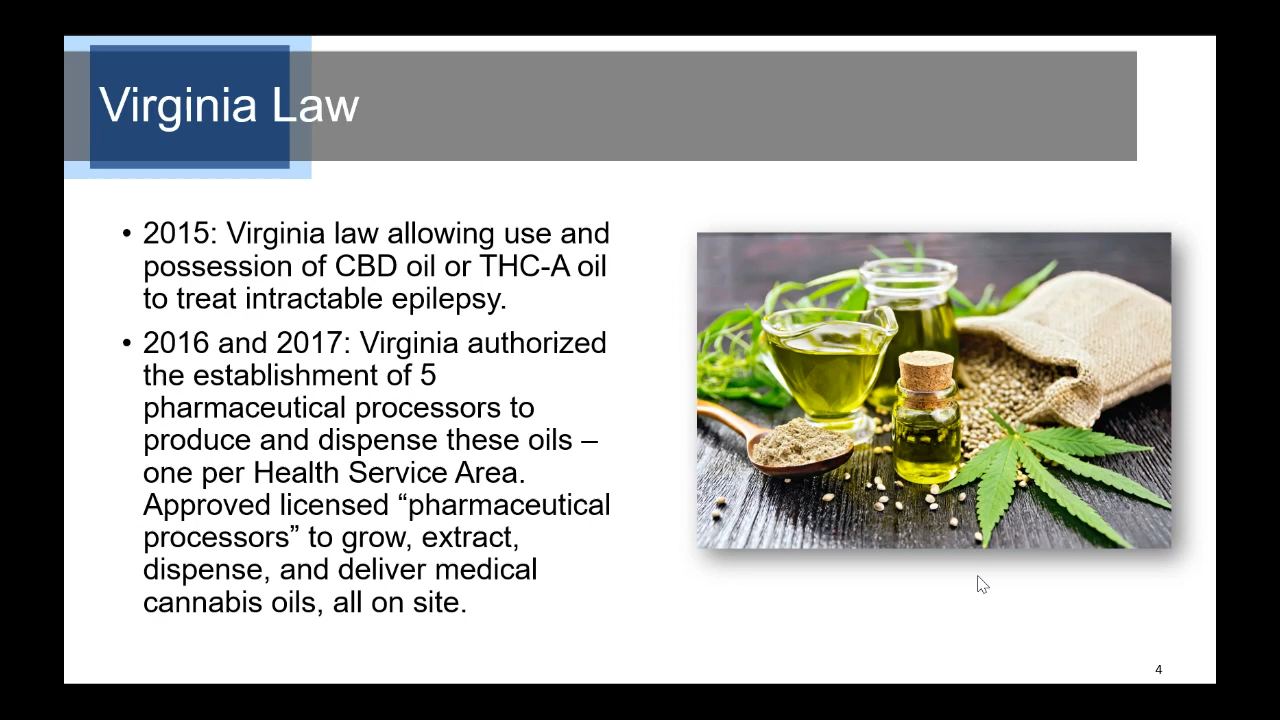 Virginia Law
• 2015: Virginia law allowing use and
possession of CBD oil or THC-A oil
to treat intractable epilepsy.
• 2016 and 2017: Virginia authorized
the establishment of 5
pharmaceutical processors to
produce and dispense these oils –
one per Health Service Area.
Approved licensed “pharmaceutical
processors” to grow, extract,
dispense, and deliver medical
cannabis oils, all on site.
4